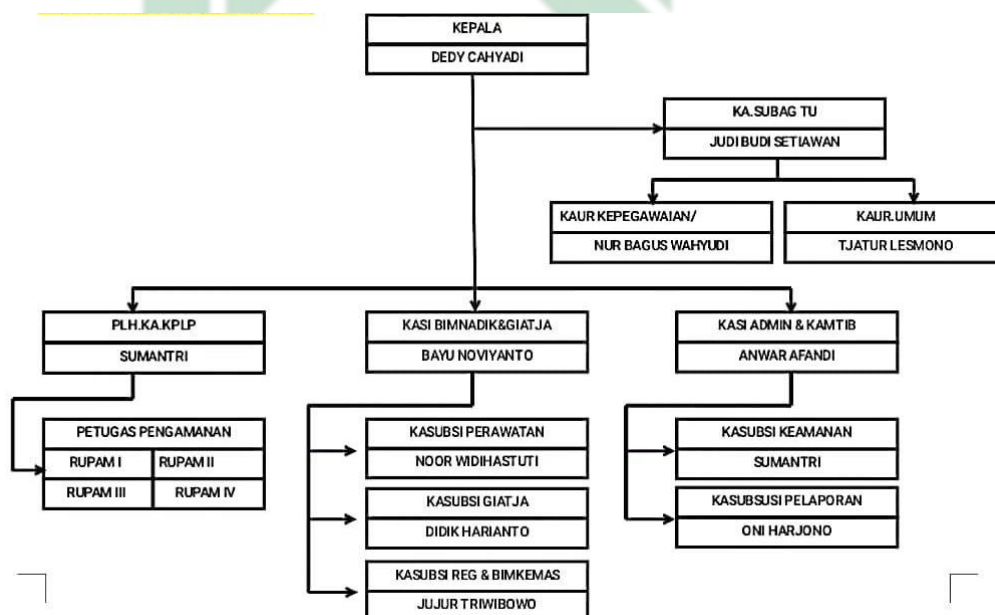 KEPALA
DEDY CAHYADI
KA.SUBAG TU
JUDI BUDI SETIAWAN
KAUR KEPEGAWAIAN/
NUR BAGUS WAHYUDI
KAUR.UMUM
TJATUR LESMONO
PLH.KA.KPLP
SUMANTRI
PETUGAS PENGAMANAN
RUPAM I RUPAM II
RUPAM III RUPAM IV
KASI BIMNADIK&GIATJA
BAYU NOVIYANTO
KASUBSI PERAWATAN
NOOR WIDIHASTUTI
KASUBSI GIATJA
DIDIK HARIANTO
KASUBSI REG & BIMKEMAS
JUJUR TRIWIBOWO
KASI ADMIN & KAMTIB
ANWAR AFANDI
KASUBSI KEAMANAN
SUMANTRI
KASUBSUSI PELAPORAN
ONI HARJONO